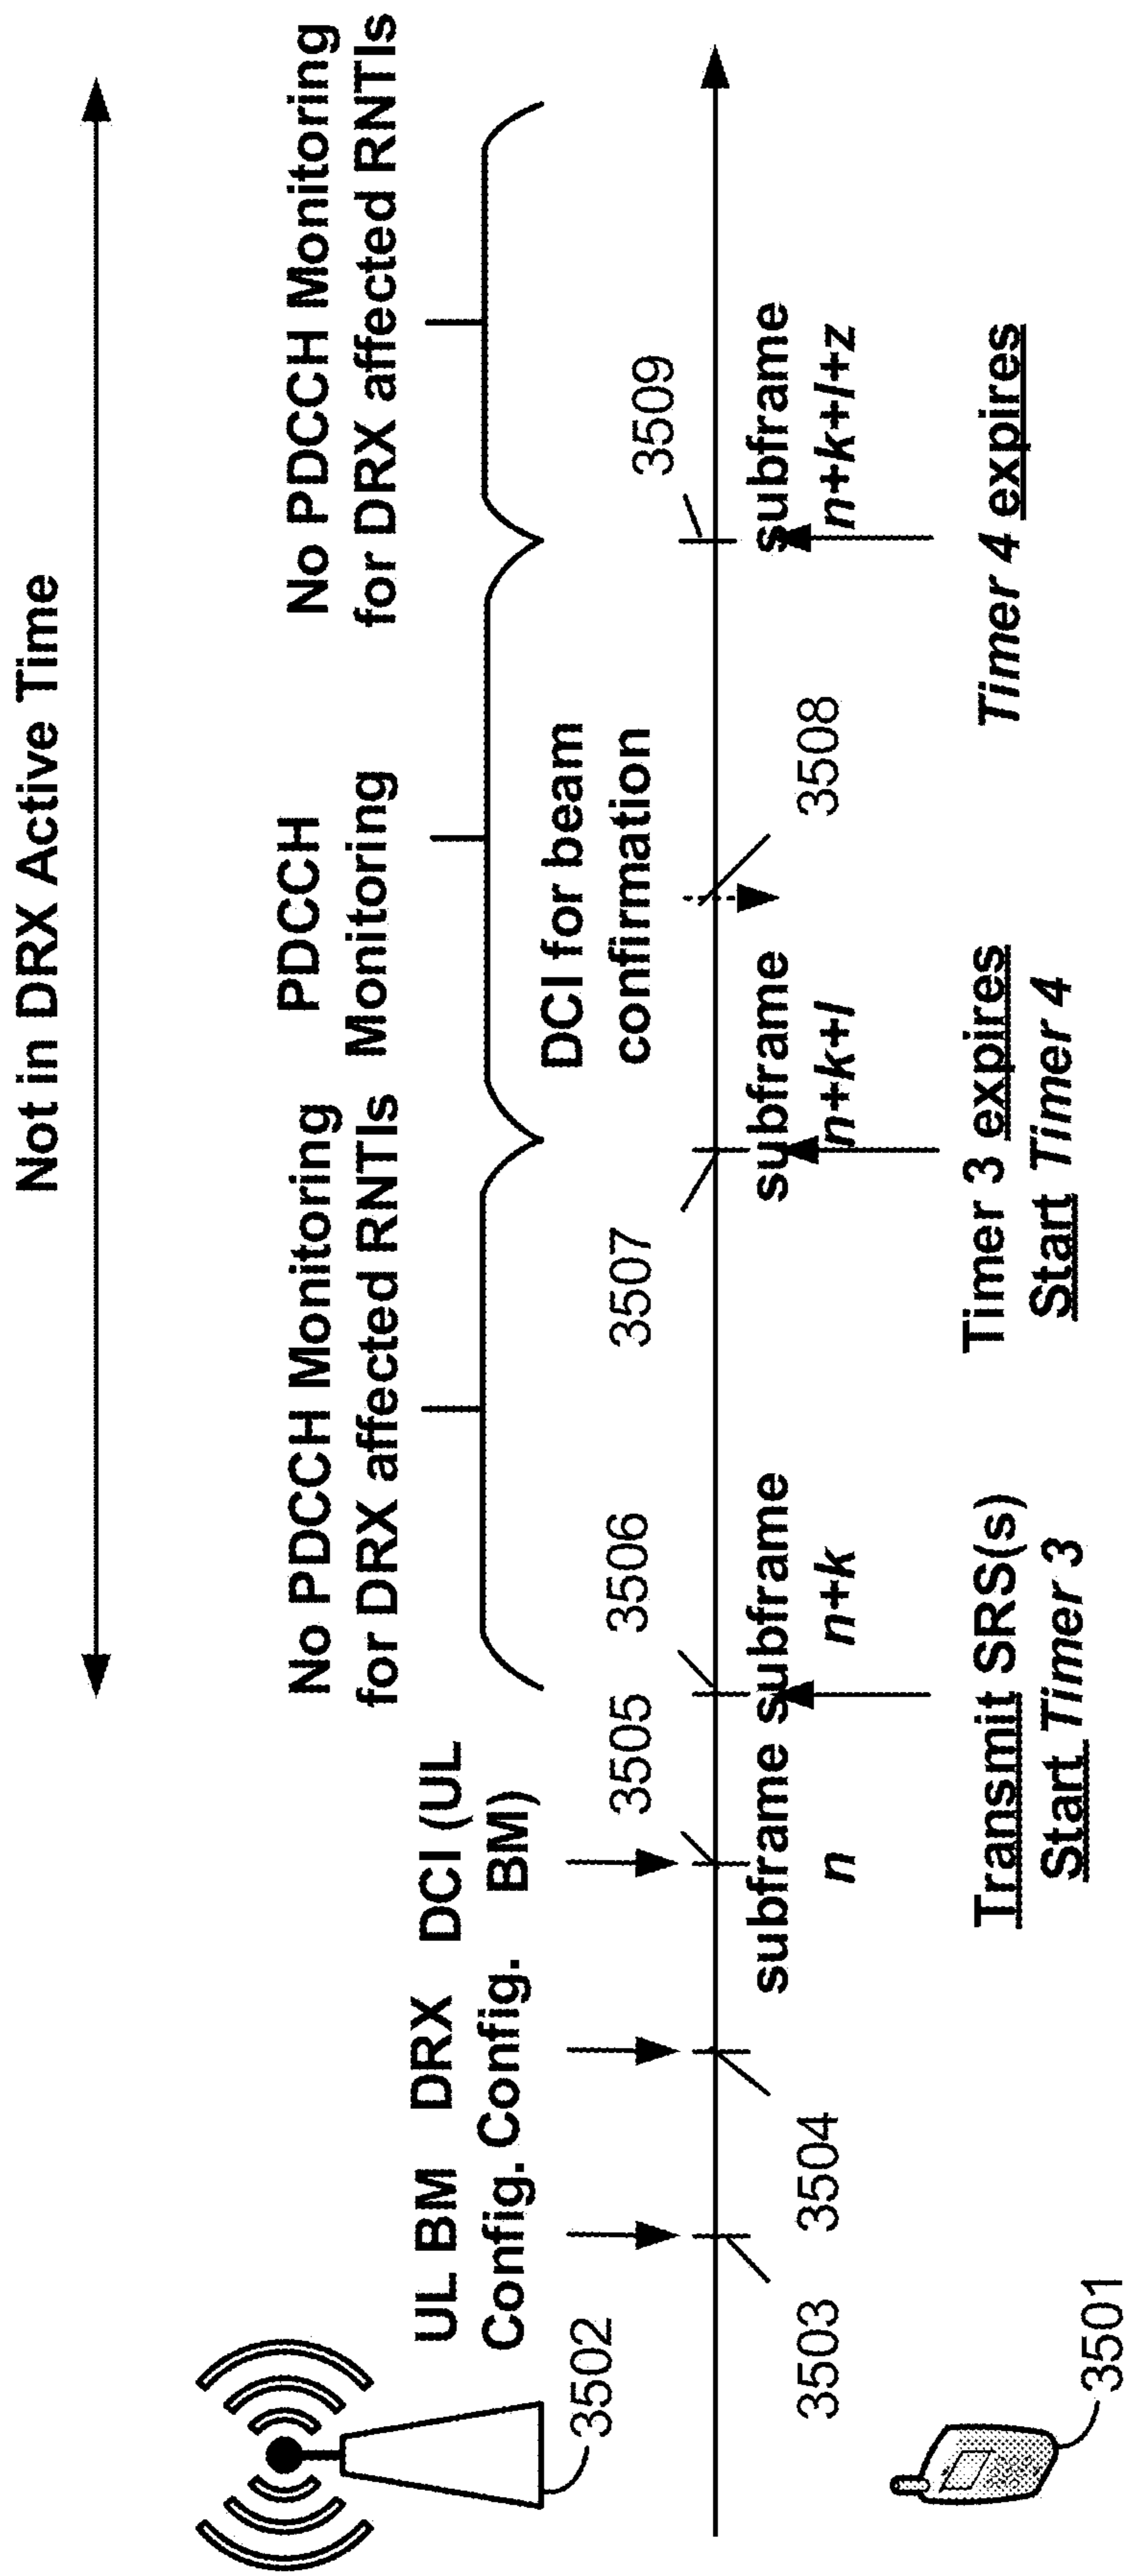 Not in DRX Active Time
No PDCCH Monitoring
for DRX affected RNTIs
PDCCH
Monitoring
No PDCCH Monitoring
for DRX affected RNTIs
UL BM
Config.
DRX
Config.
DCI (UL
BM)
DCI for beam
confirmation
3502
3505
3506
3507
3509
subframe
n
subframe
n+k
subframe
n+k+l
subframe
n+k+l+z
3503
3504
3508
Transmit SRS(s)
Start Timer 3
Timer 3 expires
Start Timer 4
Timer 4 expires
3501